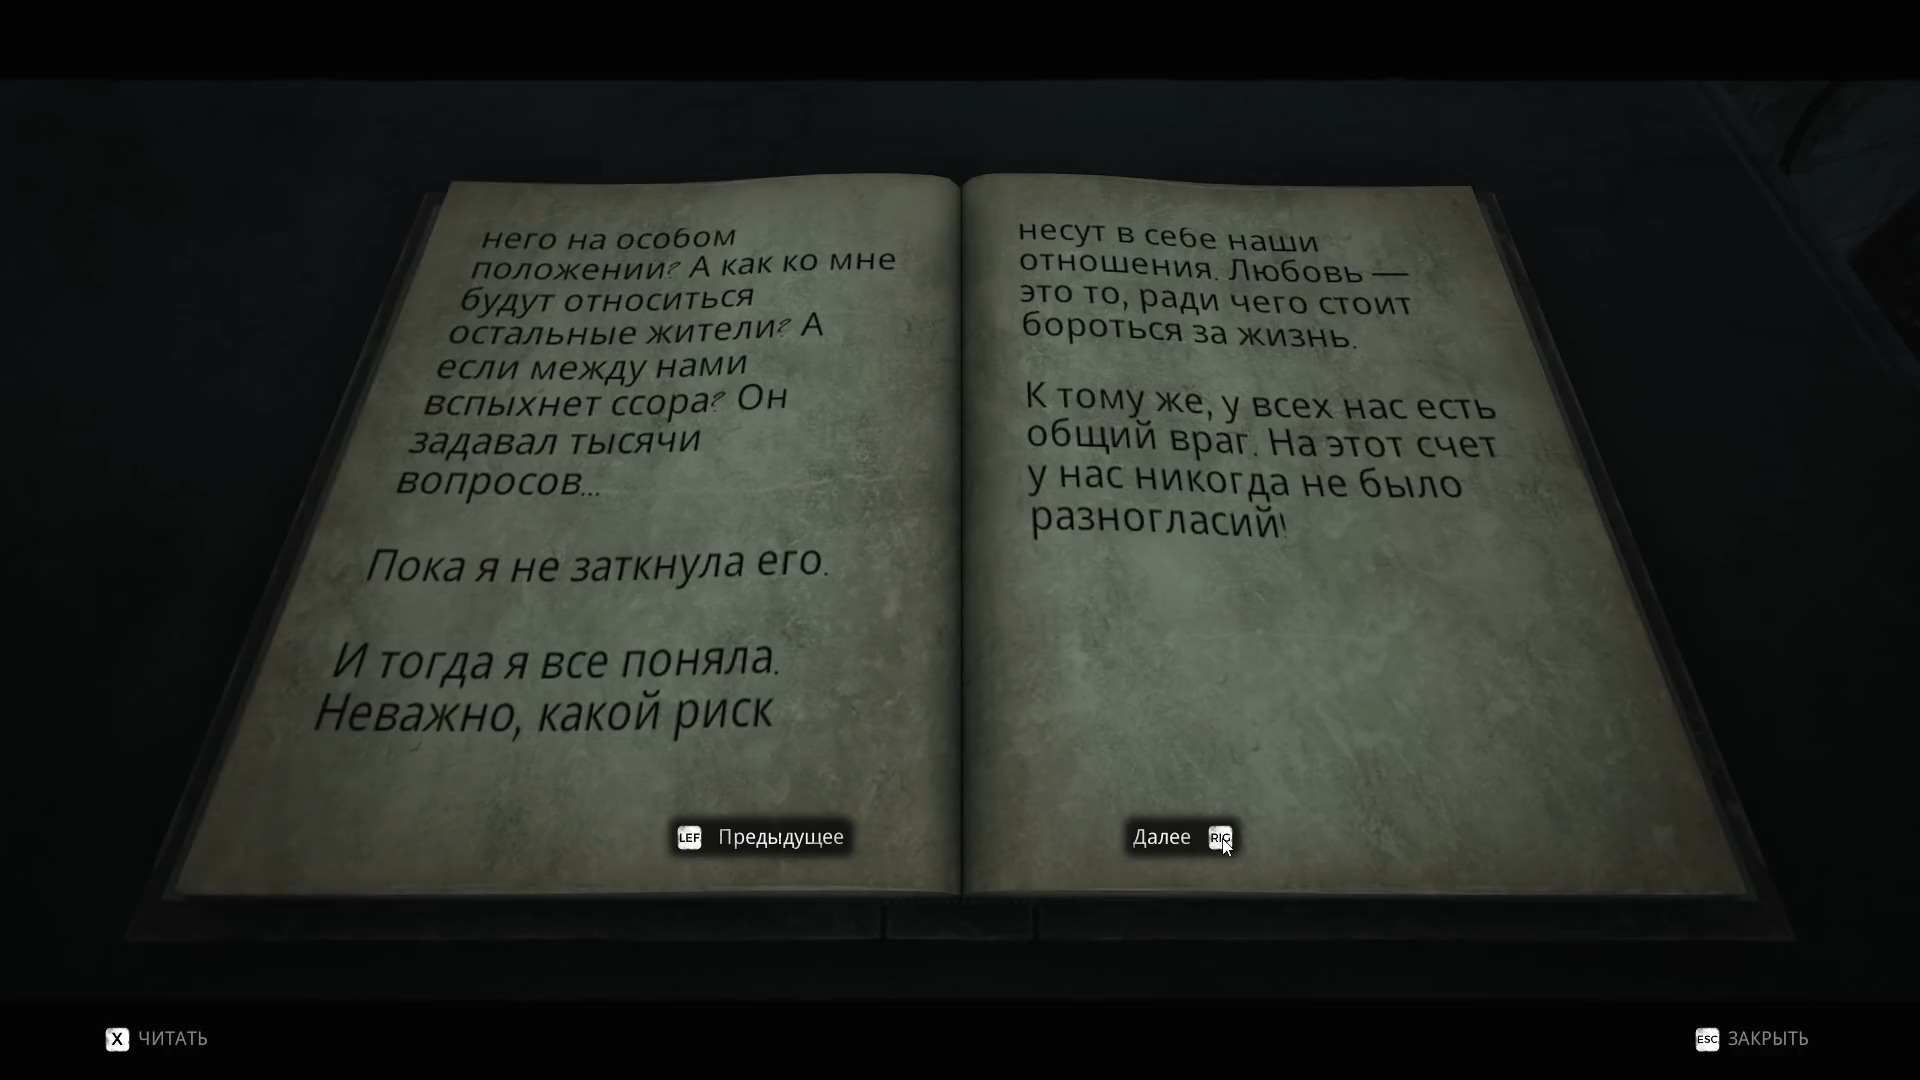 него на особом
положении? А как ко мне
будут относиться
остальные жители? А
если между нами
вспыхнет ссора? Он
задавал тысячи
вопросов...
Пока я не заткнула его.
И тогда я все поняла.
Неважно, какой риск
несут в себе наши
отношения. Любовь —
это то, ради чего стоит
бороться за жизнь.
К тому же, у всех нас есть
общий враг. На этот счет
у нас никогда не было
разногласий!
LEF Предыдущее
Далее RIG
X ЧИТАТЬ
ESC ЗАКРЫТЬ